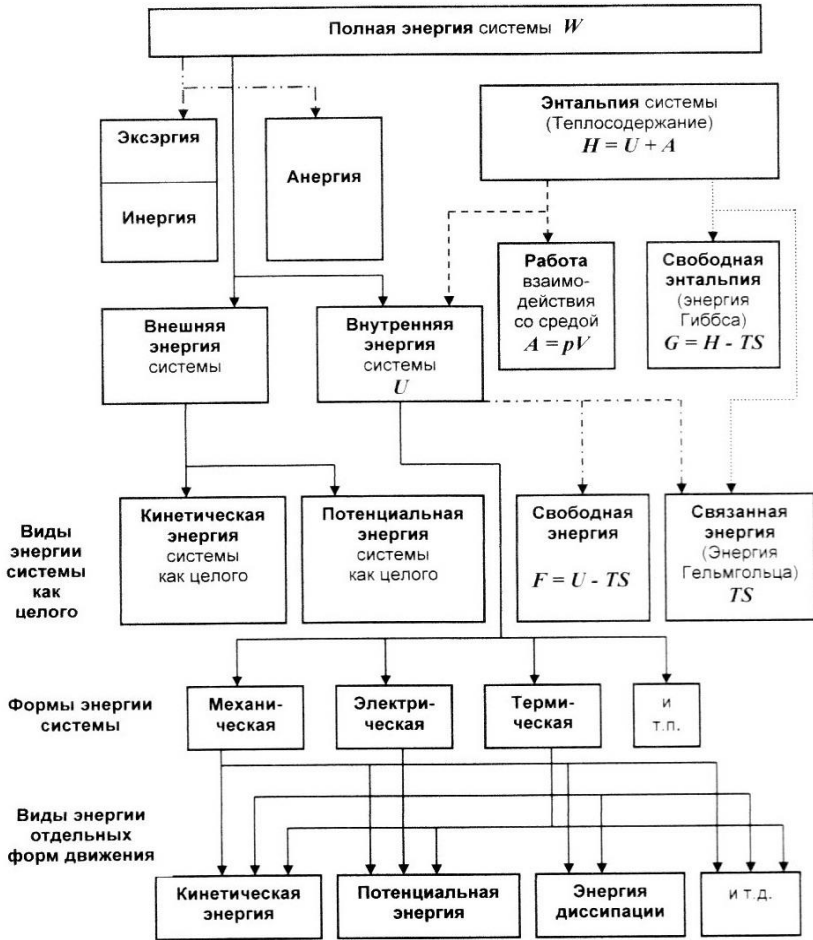 Полная энергия системы W
Энтальпия системы
(Теплосодержание)
H = U + A
Эксэргия
Инергия
Анергия
Работа
взаимо-
действия
со средой
A = pV
Свободная
энтальпия
(энергия
Гиббса)
G = H - TS
Внешняя
энергия
системы
Внутренняя
энергия
системы
U
Виды
энергии
системы
как
целого
Кинетическая
энергия
системы
как целого
Потенциальная
энергия
системы
как целого
Свободная
энергия
F = U - TS
Связанная
энергия
(Энергия
Гельмгольца)
TS
Формы энергии
системы
Механи-
ческая
Электри-
ческая
Терми-
ческая
и
т.п.
Виды энергии
отдельных
форм движения
Кинетическая
энергия
Потенциальная
энергия
Энергия
диссипации
и т.д.